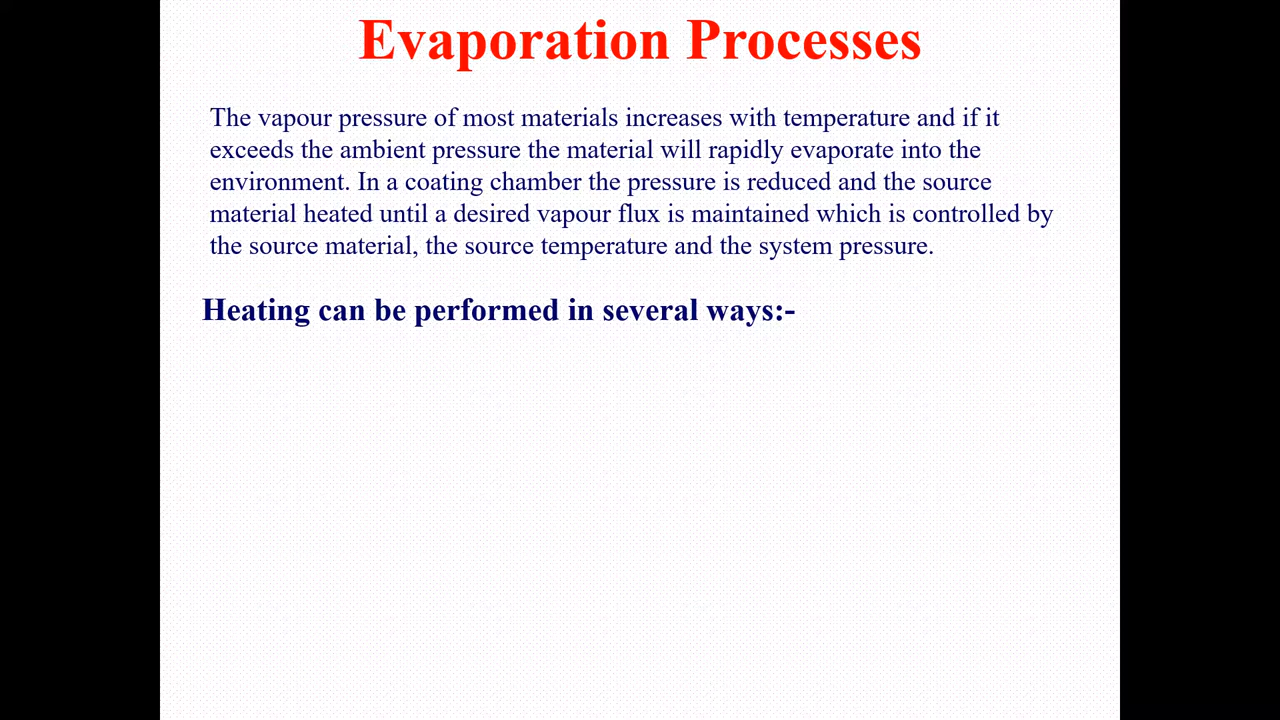 Evaporation Processes
The vapour pressure of most materials increases with temperature and if it
exceeds the ambient pressure the material will rapidly evaporate into the
environment. In a coating chamber the pressure is reduced and the source
material heated until a desired vapour flux is maintained which is controlled by
the source material, the source temperature and the system pressure.
Heating can be performed in several ways:-